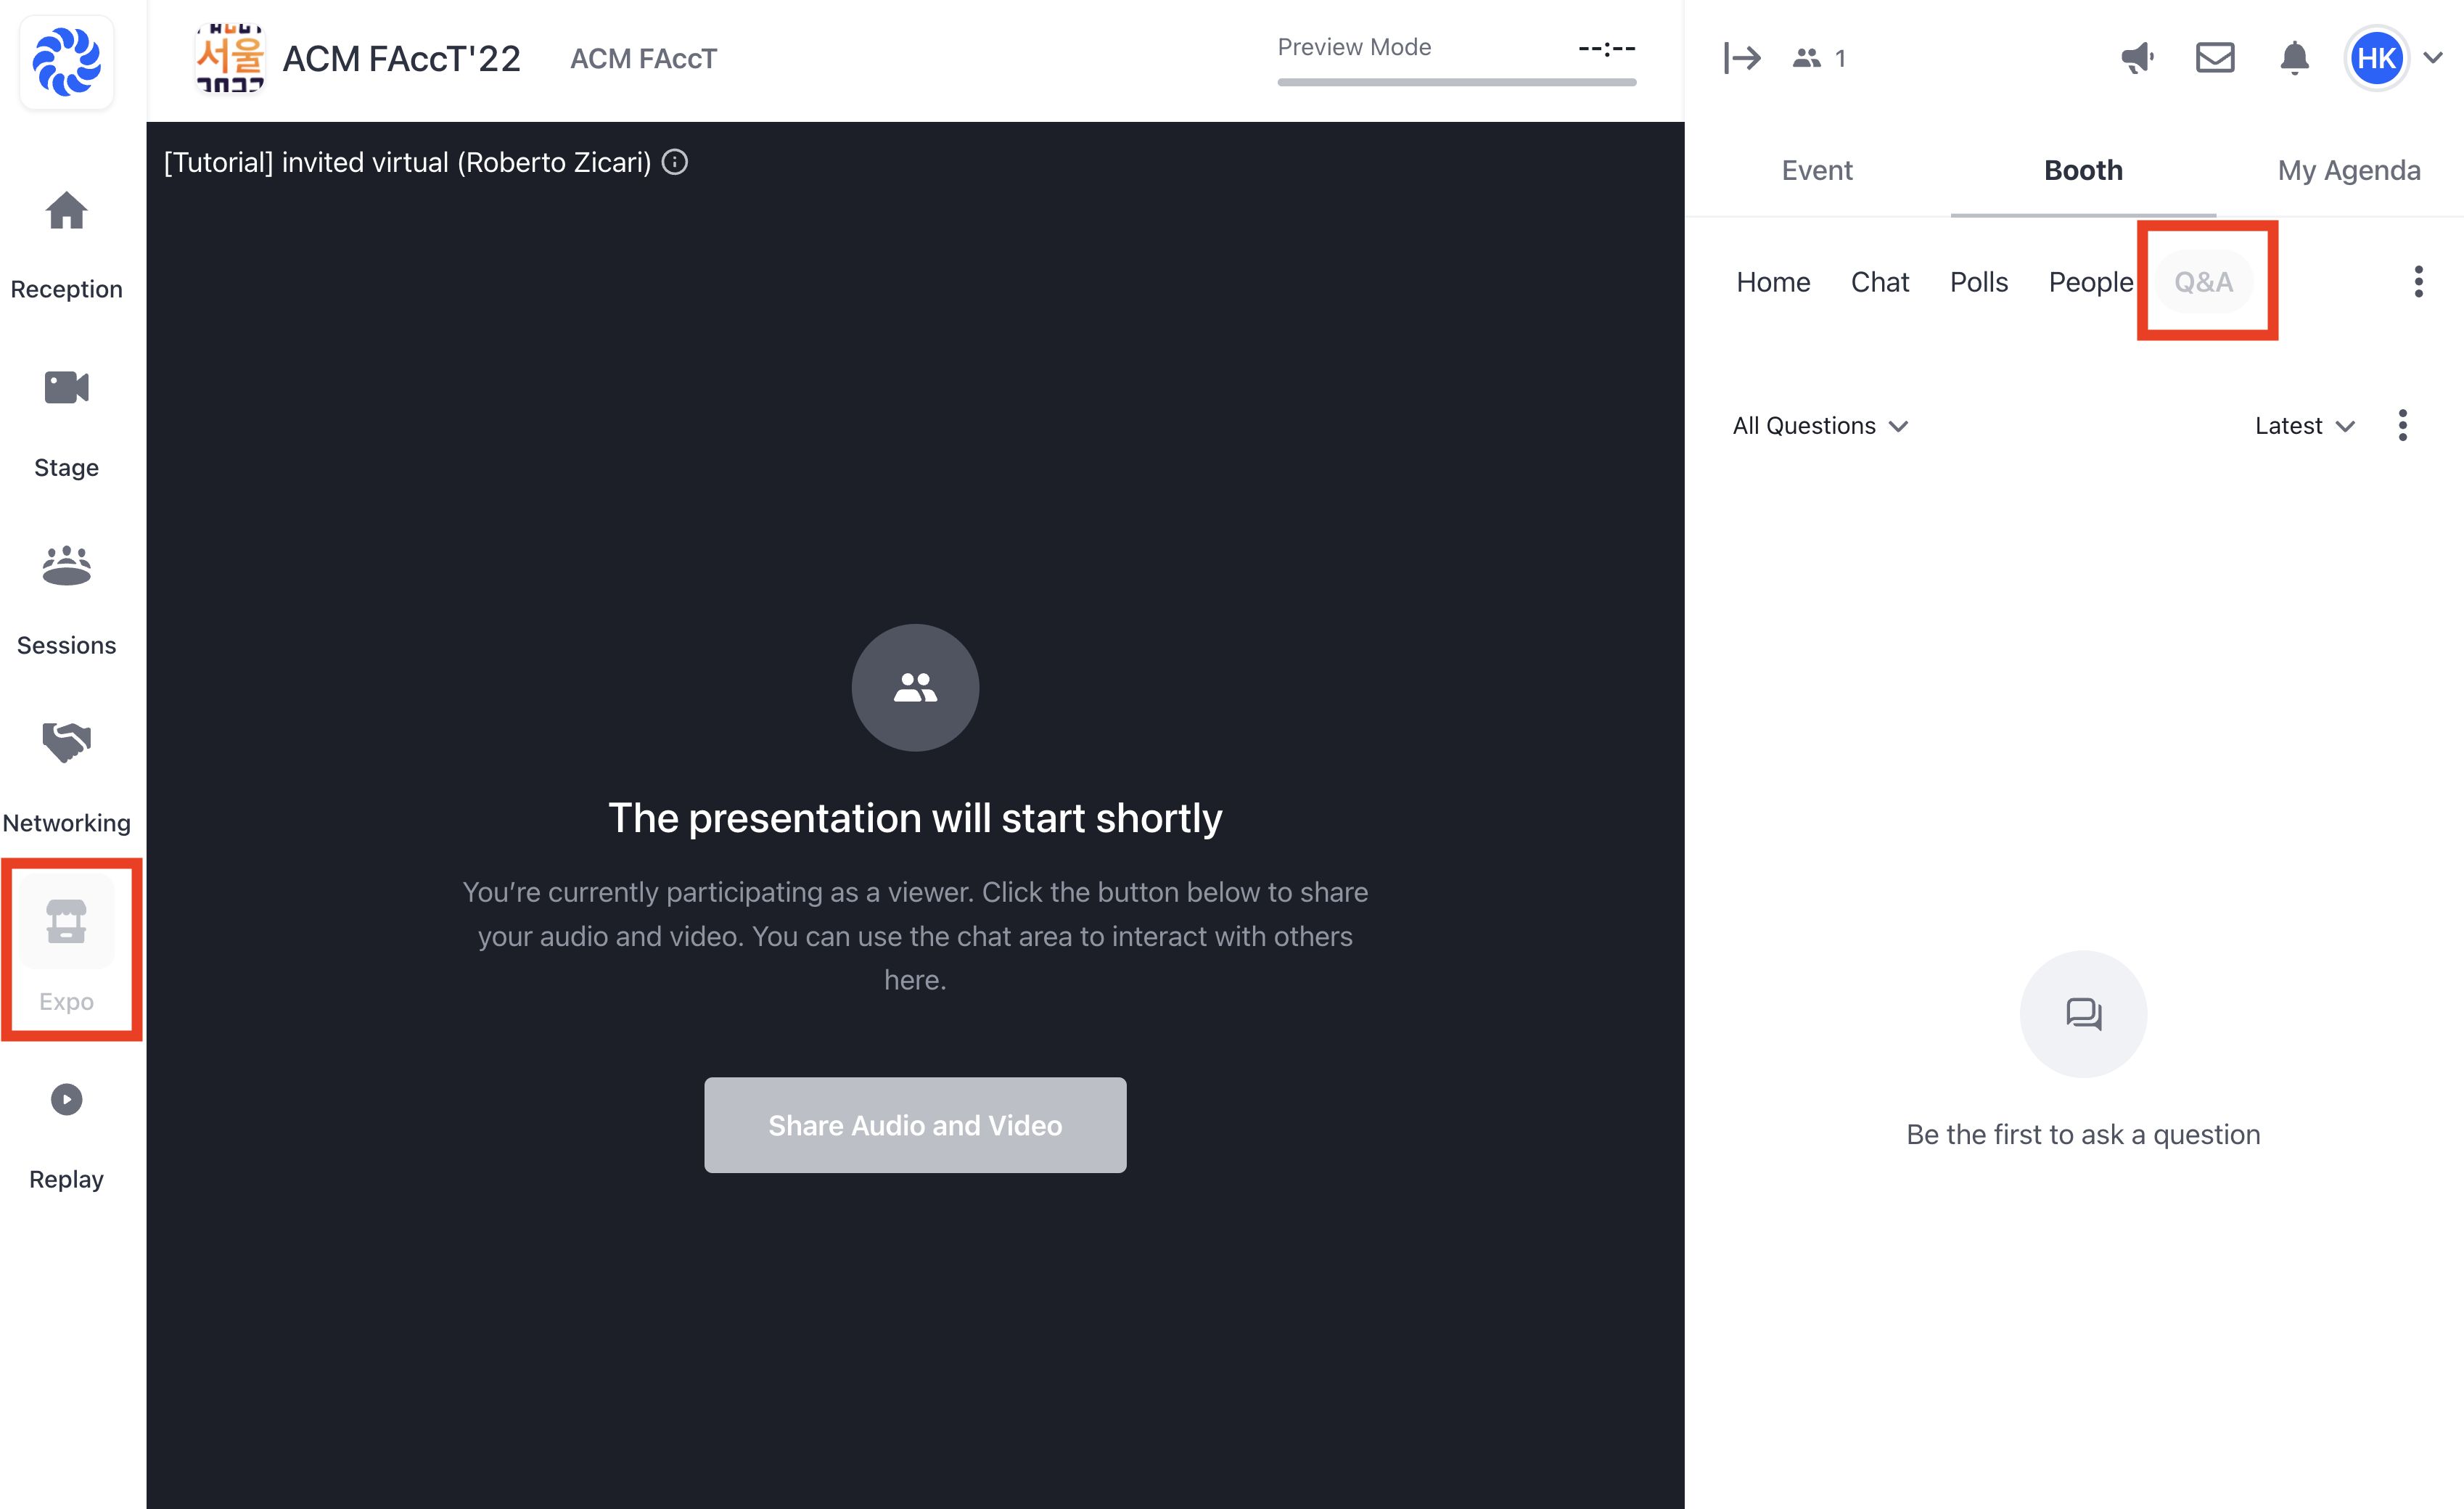 서울
ACM FAccT'22
ACM FAccT
Preview Mode
--:--
1
HK
Reception
Stage
Sessions
Networking
Expo
Replay
[Tutorial] invited virtual (Roberto Zicari)
The presentation will start shortly
You’re currently participating as a viewer. Click the button below to share
your audio and video. You can use the chat area to interact with others
here.
Share Audio and Video
Event
Booth
My Agenda
Home
Chat
Polls
People
Q&A
All Questions
Latest
Be the first to ask a question